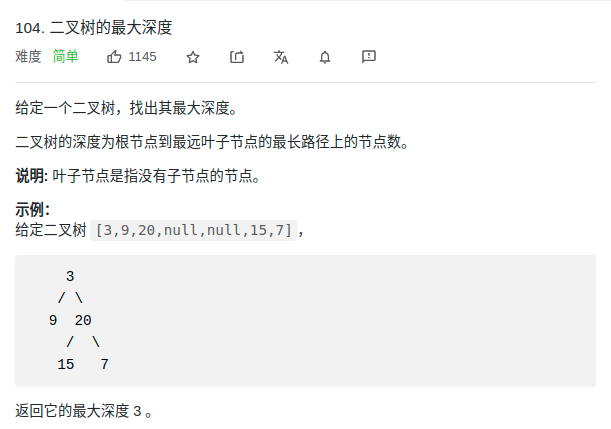 104. 二叉树的最大深度
难度 简单 1145
给定一个二叉树，找出其最大深度。
二叉树的深度为根节点到最远叶子节点的最长路径上的节点数。
说明: 叶子节点是指没有子节点的节点。
示例：
给定二叉树 [3,9,20,null,null,15,7]，
3
/ \
9 20
/ \
15 7
返回它的最大深度 3 。